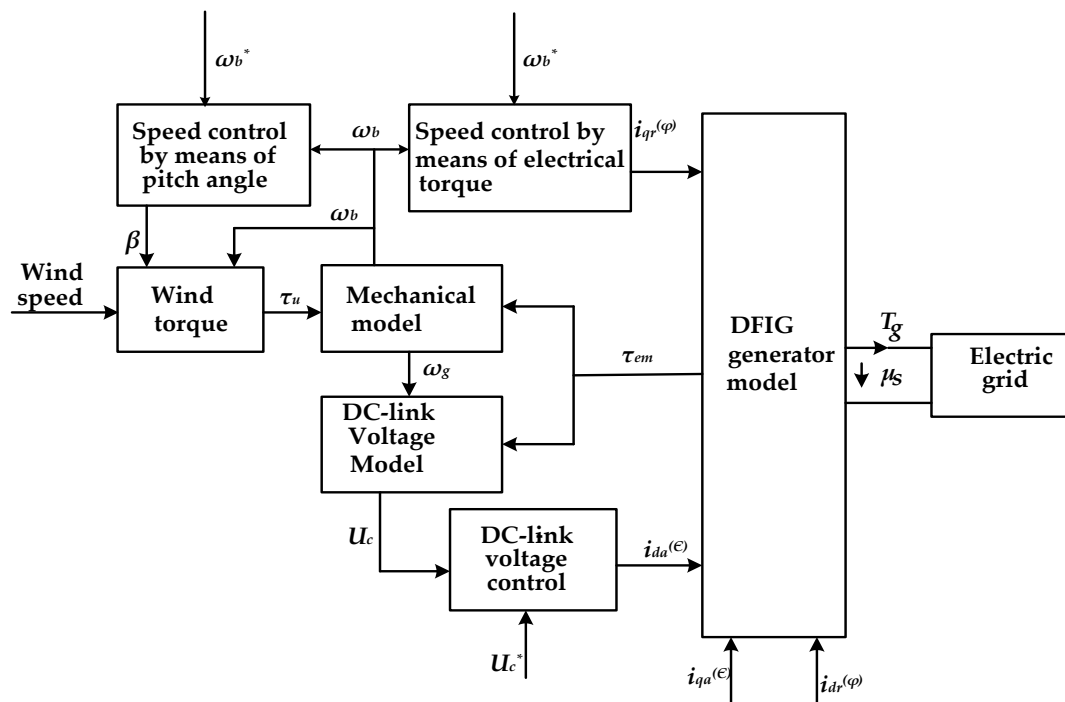 ωb*
ωb*
Speed control
by means of
pitch angle
ωb
Speed control by
means of electrical
torque
iqr(φ)
β
ωb
Wind
speed
Wind
torque
τu
Mechanical
model
ωg
τem
DFIG
generator
model
Tg
μs
Electric
grid
DC-link
Voltage
Model
Uc
DC-link
voltage
control
ida(ϵ)
Uc*
iqa(ϵ)
idr(φ)